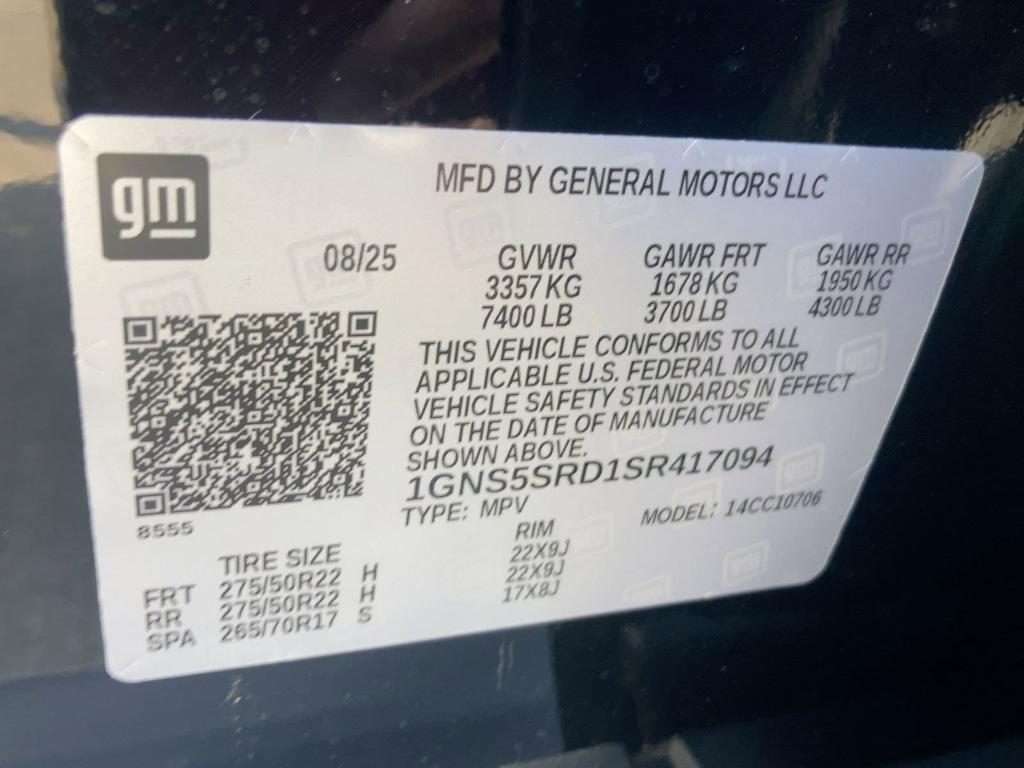 gm
MFD BY GENERAL MOTORS LLC
08/25 GVWR GAWR FRT GAWR RR
3357 KG 1678 KG 1950 KG
7400 LB 3700 LB 4300 LB
THIS VEHICLE CONFORMS TO ALL
APPLICABLE U.S. FEDERAL MOTOR
VEHICLE SAFETY STANDARDS IN EFFECT
ON THE DATE OF MANUFACTURE
SHOWN ABOVE.
1GNS5SRD1SR417094
TYPE: MPV MODEL: 14CC10706
8555
TIRE SIZE RIM
FRT 275/50R22 H 22X9J
RR 275/50R22 H 22X9J
SPA 265/70R17 S 17X8J